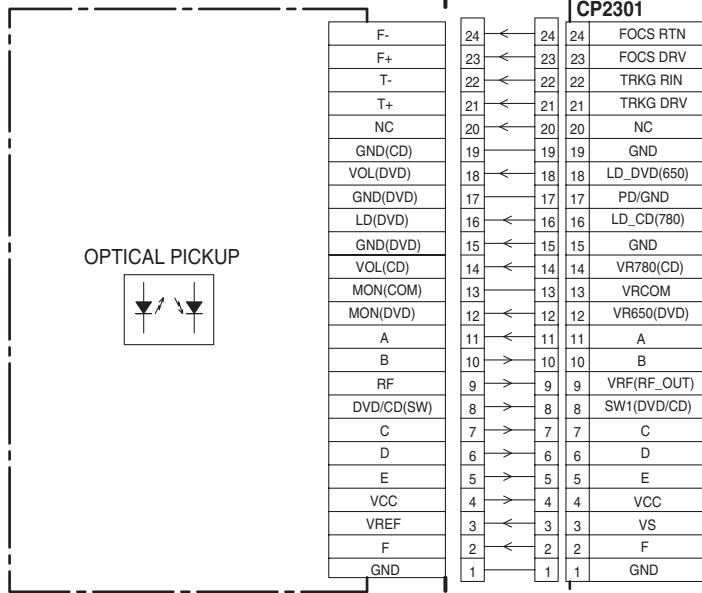 CP2301
F- 24 24 24 FOCS RTN
F+ 23 23 23 FOCS DRV
T- 22 22 22 TRKG RIN
T+ 21 21 21 TRKG DRV
NC 20 20 20 NC
GND(CD) 19 19 19 GND
VOL(DVD) 18 18 18 LD_DVD(650)
GND(DVD) 17 17 17 PD/GND
LD(DVD) 16 16 16 LD_CD(780)
GND(DVD) 15 15 15 GND
OPTICAL PICKUP
VOL(CD) 14 14 14 VR780(CD)
MON(COM) 13 13 13 VRCOM
MON(DVD) 12 12 12 VR650(DVD)
A 11 11 11 A
B 10 10 10 B
RF 9 9 9 VRF(RF_OUT)
DVD/CD(SW) 8 8 8 SW1(DVD/CD)
C 7 7 7 C
D 6 6 6 D
E 5 5 5 E
VCC 4 4 4 VCC
VREF 3 3 3 VS
F 2 2 2 F
GND 1 1 1 GND